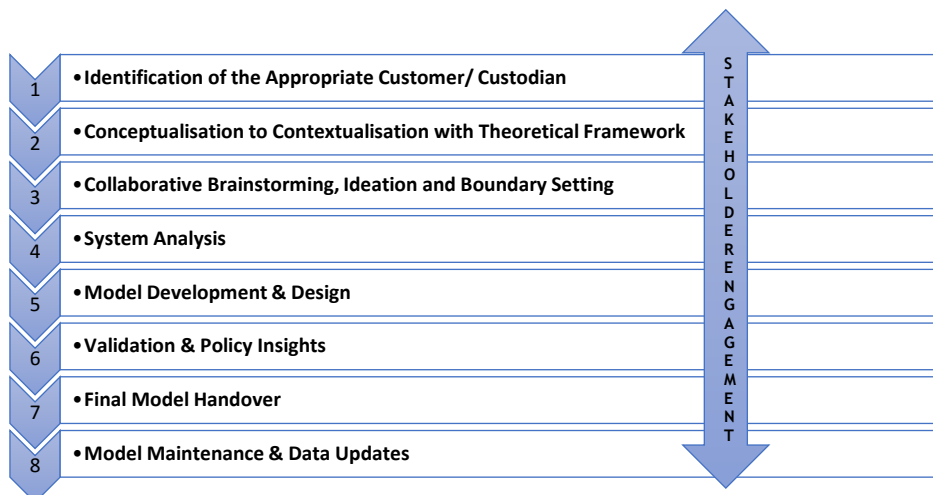 1
•Identification of the Appropriate Customer/ Custodian
2
•Conceptualisation to Contextualisation with Theoretical Framework
3
•Collaborative Brainstorming, Ideation and Boundary Setting
4
•System Analysis
5
•Model Development & Design
6
•Validation & Policy Insights
7
•Final Model Handover
8
•Model Maintenance & Data Updates
STAKEHOLDERENGAGEMENT